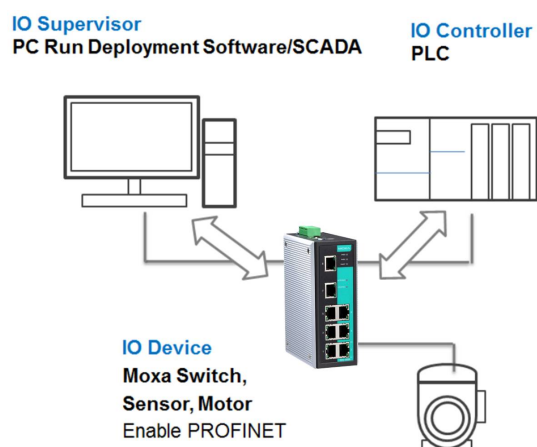 IO Supervisor
PC Run Deployment Software/SCADA
IO Controller
PLC
IO Device
Moxa Switch,
Sensor, Motor
Enable PROFINET